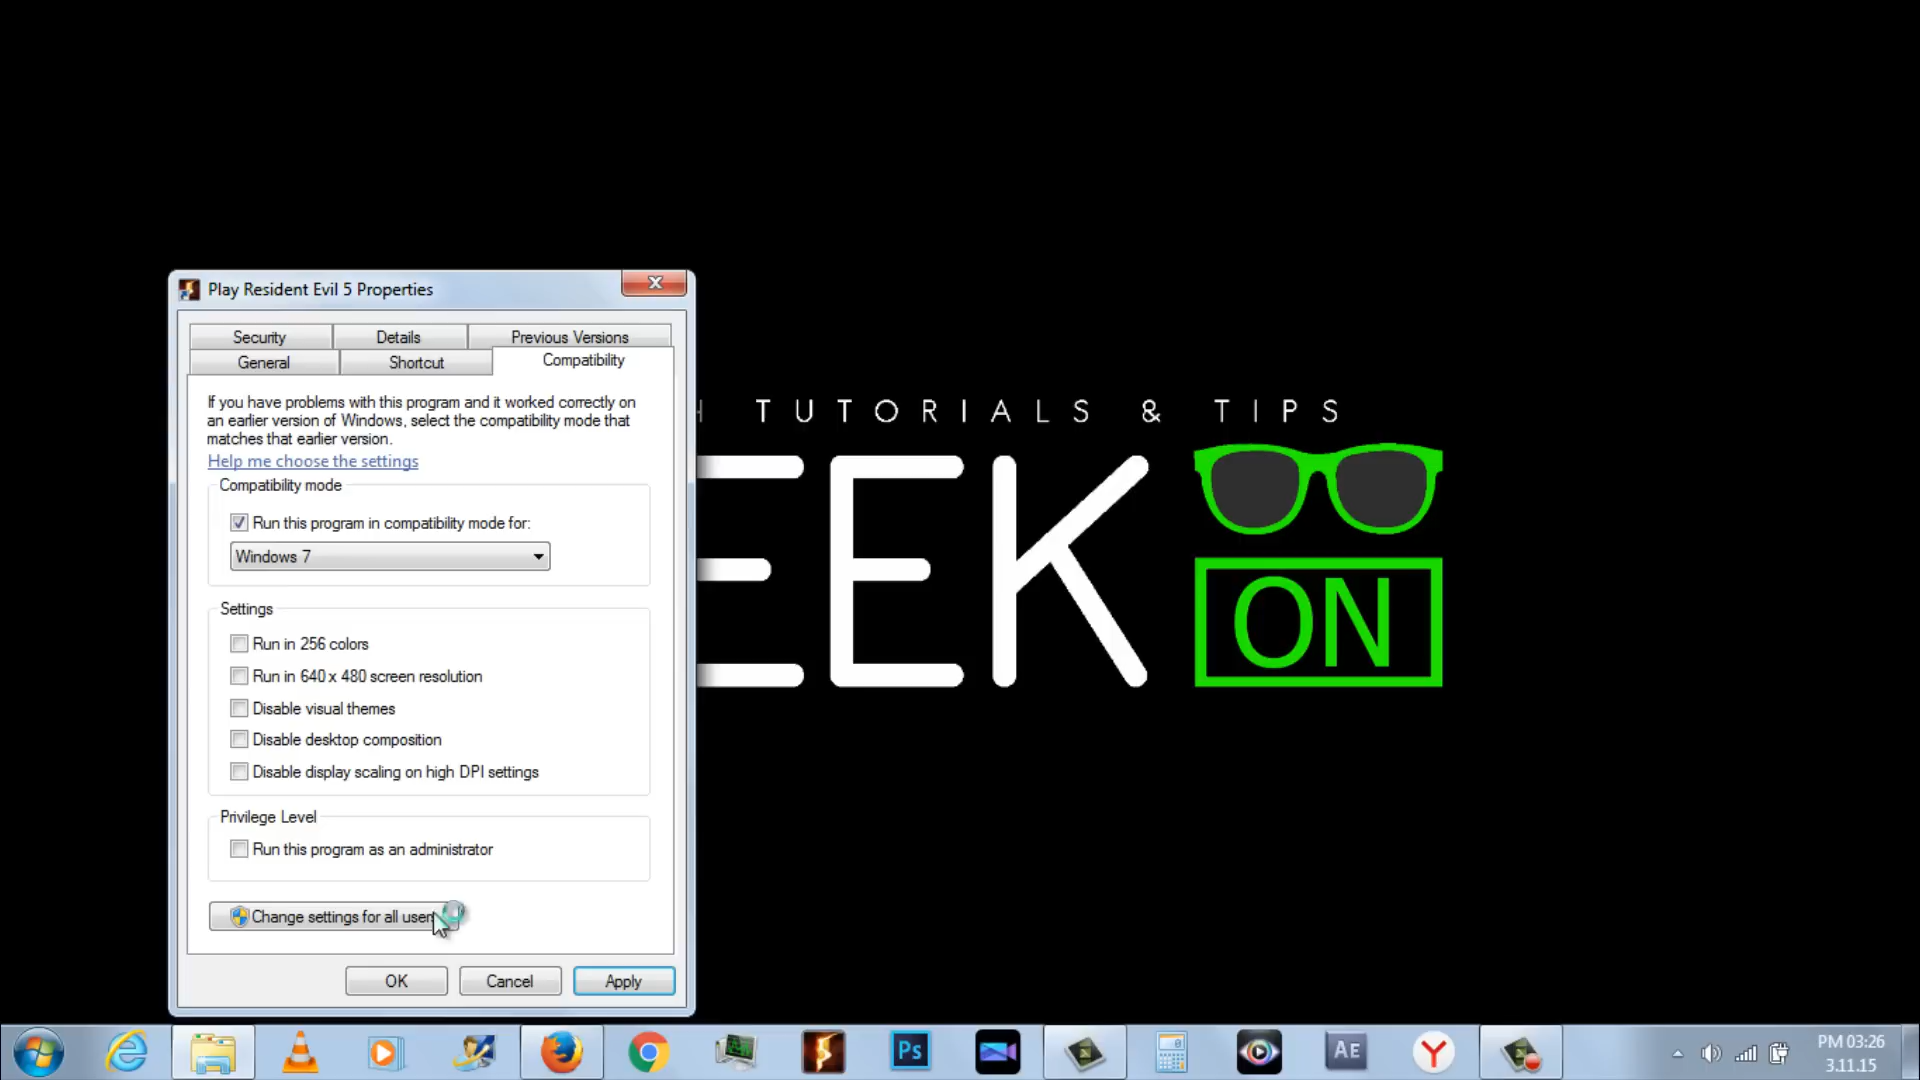 Play Resident Evil 5 Properties
Security
Details
Previous Versions
General
Shortcut
Compatibility
If you have problems with this program and it worked correctly on
an earlier version of Windows, select the compatibility mode that
matches that earlier version.
Help me choose the settings
Compatibility mode
Run this program in compatibility mode for:
Windows 7
Settings
Run in 256 colors
Run in 640 x 480 screen resolution
Disable visual themes
Disable desktop composition
Disable display scaling on high DPI settings
Privilege Level
Run this program as an administrator
Change settings for all users
OK
Cancel
Apply
H TUTORIALS & TIPS
EEK
ON
Ps
AE
PM 03:26
3.11.15